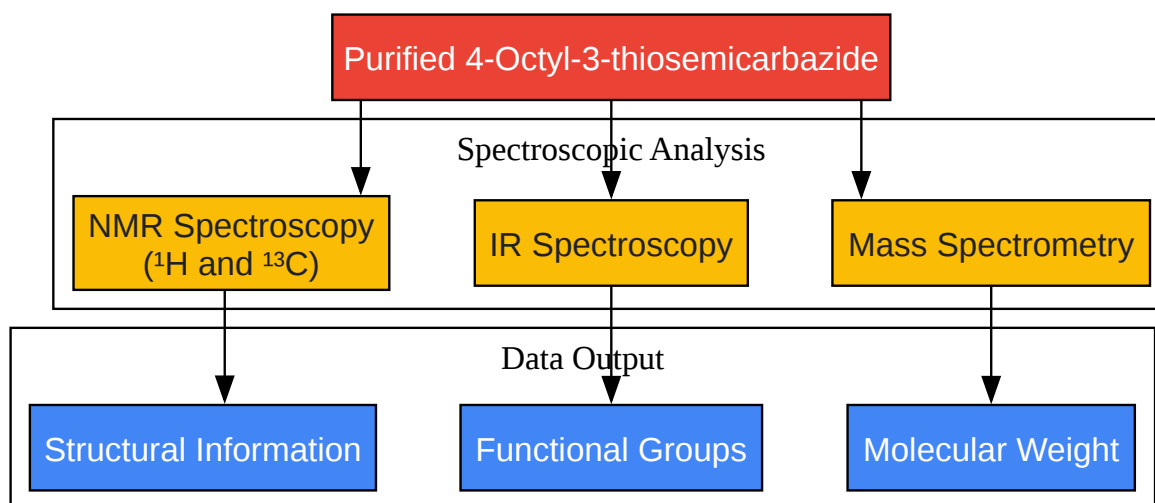 Purified 4-Octyl-3-thiosemicarbazide
Spectroscopic Analysis
NMR Spectroscopy
(¹H and ¹³C)
IR Spectroscopy
Mass Spectrometry
Data Output
Structural Information
Functional Groups
Molecular Weight